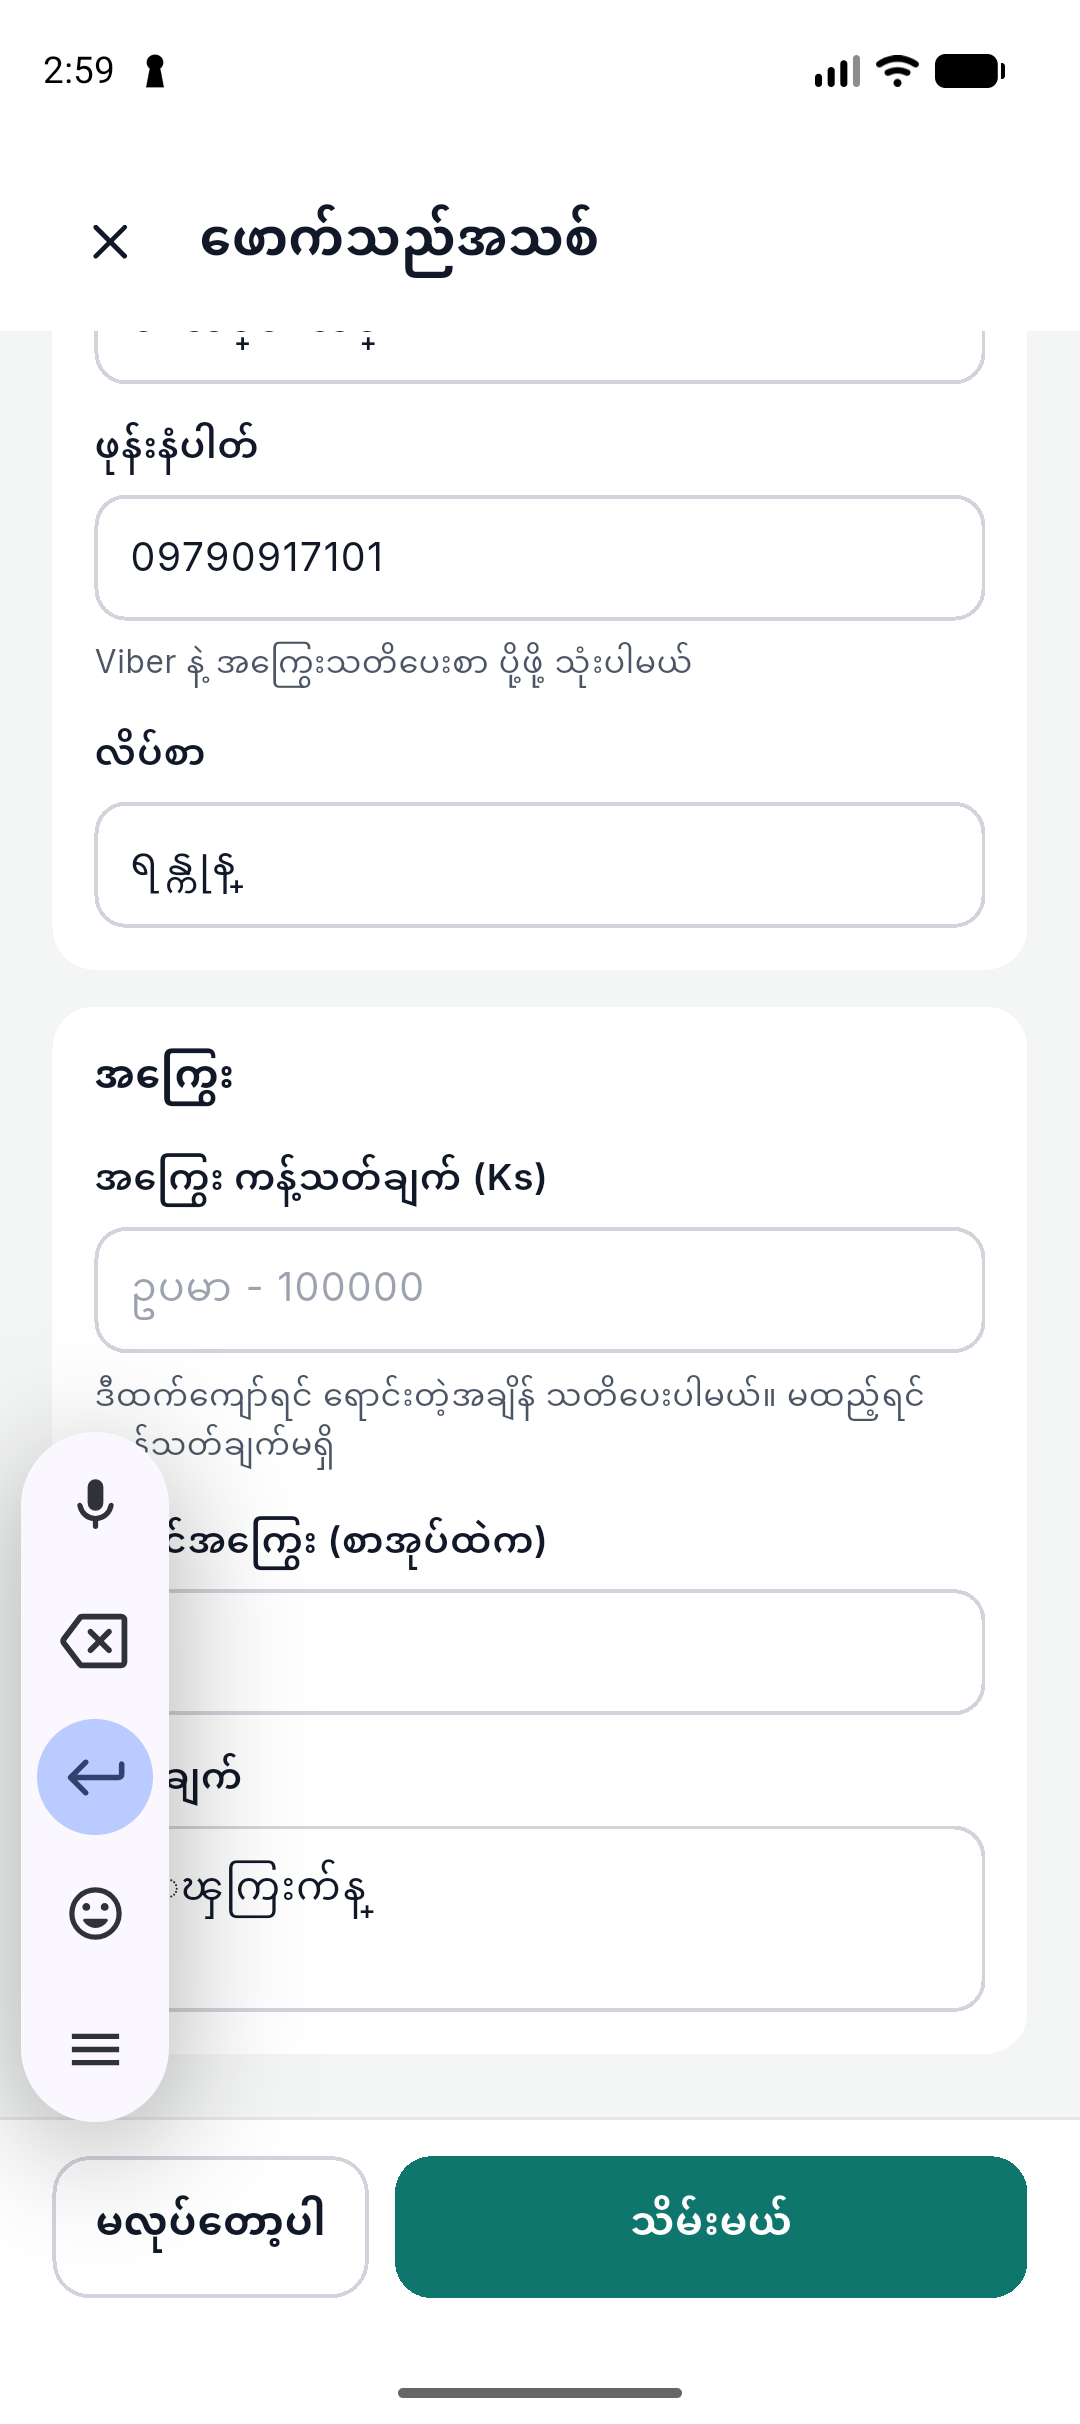 2:59
ဖောက်သည်အသစ်
ဖုန်းနံပါတ်
09790917101
Viber နဲ့ အကြွေးသတိပေးစာ ပို့ဖို့ သုံးပါမယ်
လိပ်စာ
ရန္ကုန္
အကြွေး
အကြွေး ကန့်သတ်ချက် (Ks)
ဥပမာ - 100000
ဒီထက်ကျော်ရင် ရောင်းတဲ့အချိန် သတိပေးပါမယ်။ မထည့်ရင်
န့်သတ်ချက်မရှိ
င်အကြွေး (စာအုပ်ထဲက)
ချက်
မလုပ်တော့ပါ
သိမ်းမယ်